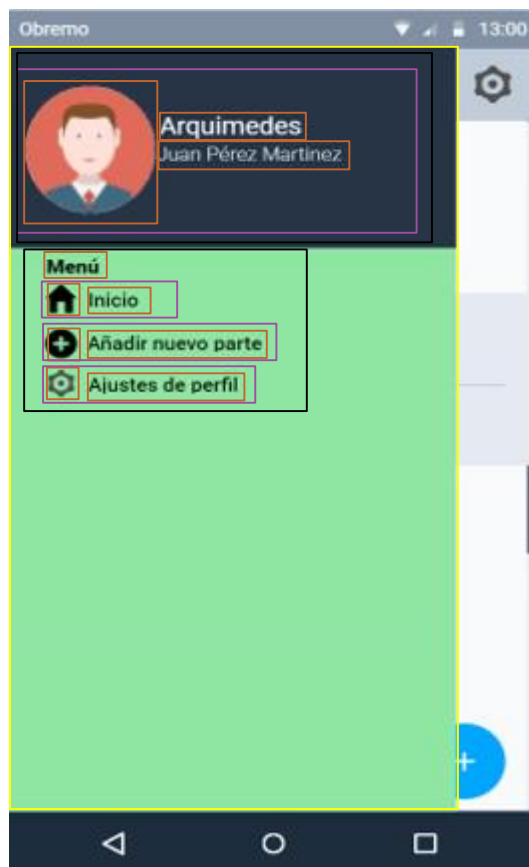 Obremo 13:00
Arquimedes
Juan Pérez Martinez
Menú
Inicio
Añadir nuevo parte
Ajustes de perfil